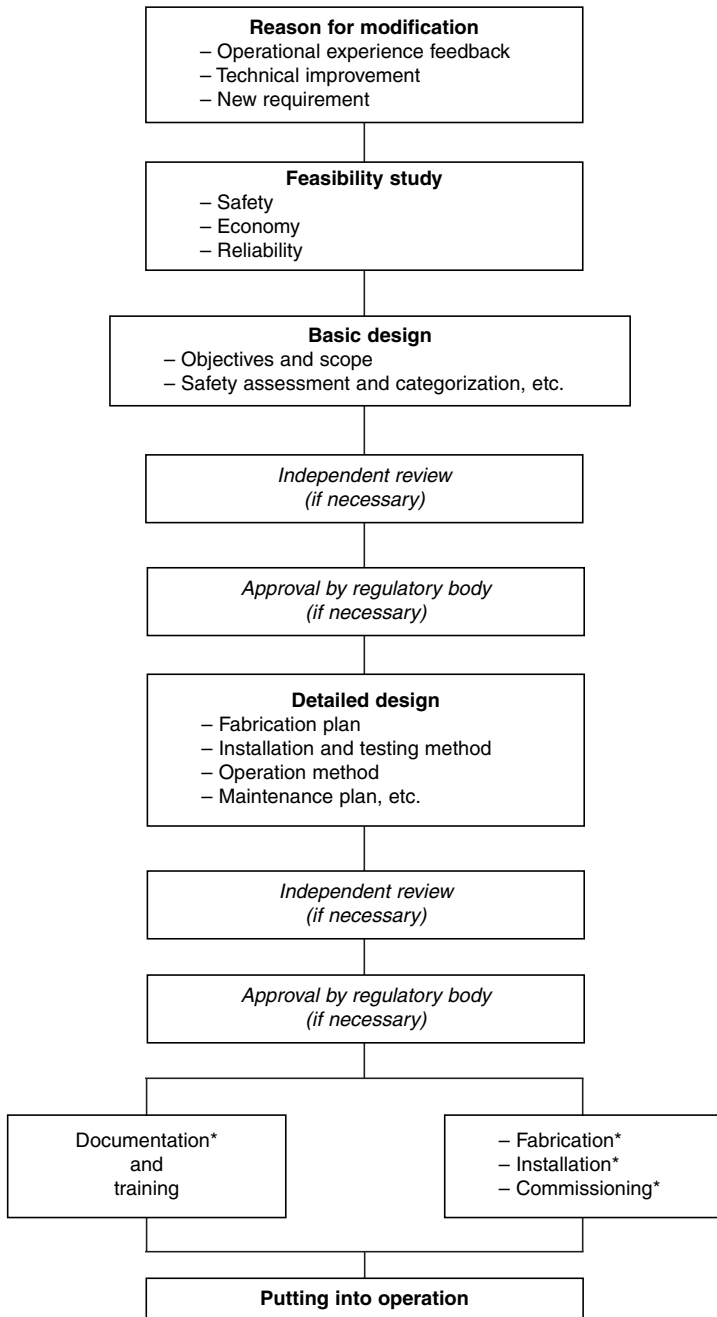 Reason for modification
– Operational experience feedback
– Technical improvement
– New requirement
Feasibility study
– Safety
– Economy
– Reliability
Basic design
– Objectives and scope
– Safety assessment and categorization, etc.
Independent review
(if necessary)
Approval by regulatory body
(if necessary)
Detailed design
– Fabrication plan
– Installation and testing method
– Operation method
– Maintenance plan, etc.
Independent review
(if necessary)
Approval by regulatory body
(if necessary)
Documentation*
and
training
– Fabrication*
– Installation*
– Commissioning*
Putting into operation